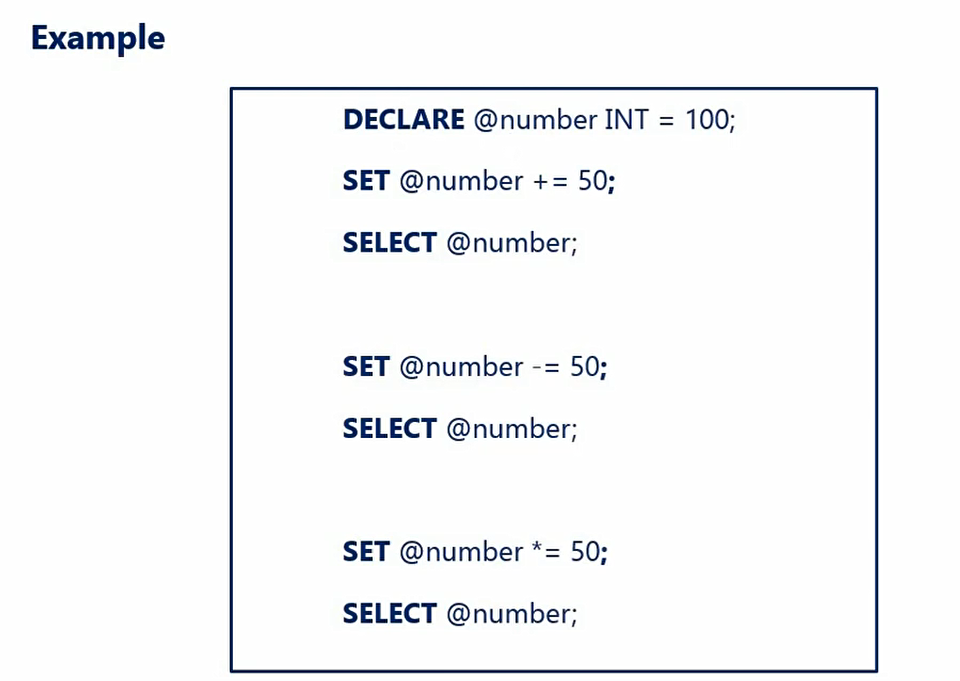 Example
DECLARE @number INT = 100;
SET @number += 50;
SELECT @number;
SET @number -= 50;
SELECT @number;
SET @number *= 50;
SELECT @number;